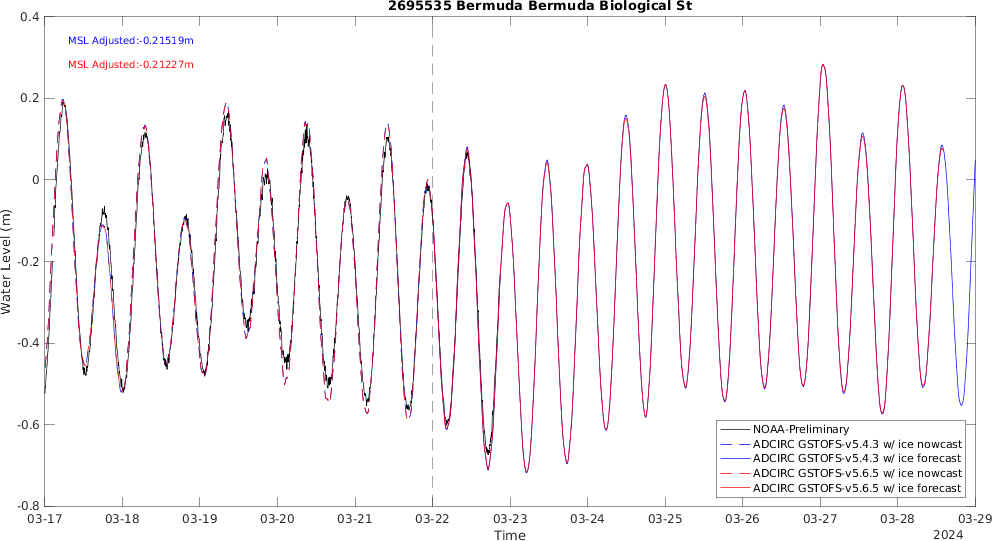 2695535 Bermuda Bermuda Biological St
MSL Adjusted:-0.21519m
MSL Adjusted:-0.21227m
Water Level (m)
0.4
0.2
0
-0.2
-0.4
-0.6
-0.8
NOAA-Preliminary
ADCIRC GSTOFS-v5.4.3 w/ ice nowcast
ADCIRC GSTOFS-v5.4.3 w/ ice forecast
ADCIRC GSTOFS-v5.6.5 w/ ice nowcast
ADCIRC GSTOFS-v5.6.5 w/ ice forecast
03-17 03-18 03-19 03-20 03-21 03-22 03-23 03-24 03-25 03-26 03-27 03-28 03-29
Time
2024